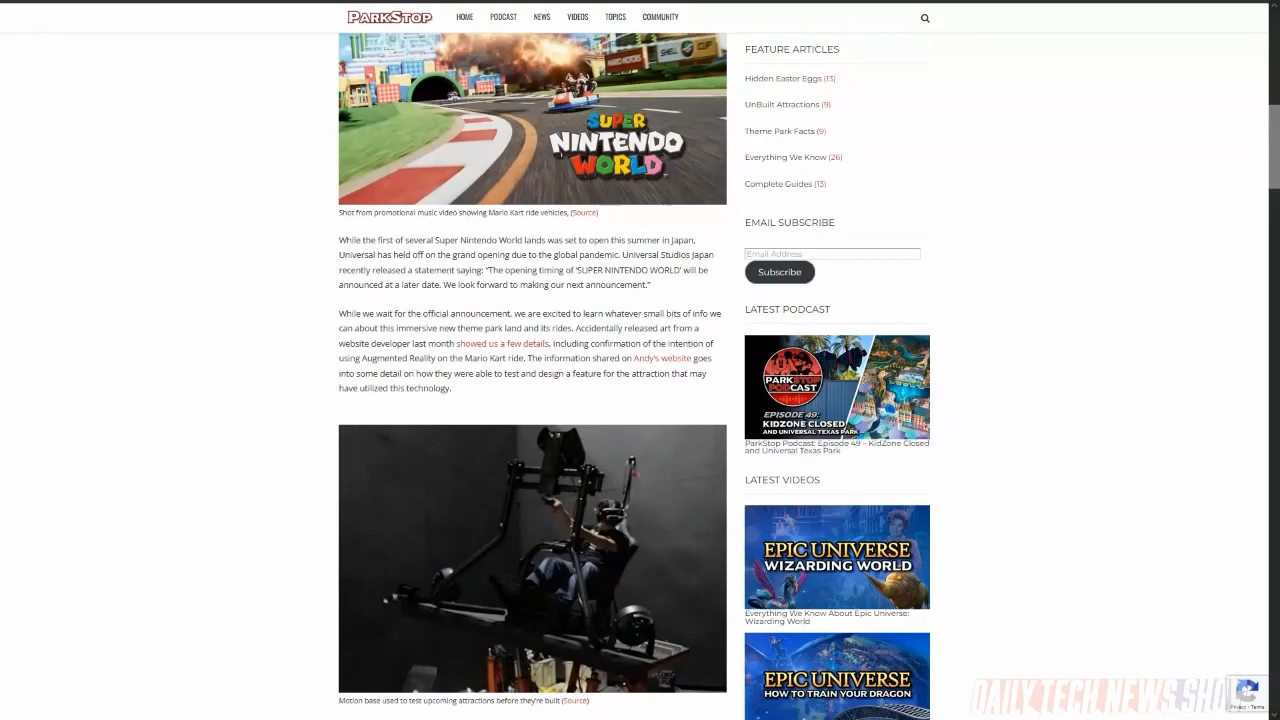 PARKSTOP
HOME
PODCAST
NEWS
VIDEOS
TOPICS
COMMUNITY
MARIO MOTORS
SHELL CUP
SUPER
NINTENDO
WORLD
Shot from promotional music video showing Mario Kart ride vehicles, (Source)
While the first of several Super Nintendo World lands was set to open this summer in Japan,
Universal has held off on the grand opening due to the global pandemic. Universal Studios Japan
recently released a statement saying: "The opening timing of 'SUPER NINTENDO WORLD' will be
announced at a later date. We look forward to making our next announcement."
While we wait for the official announcement, we are excited to learn whatever small bits of info we
can about this immersive new theme park land and its rides. Accidentally released art from a
website developer last month showed us a few details, including confirmation of the intention of
using Augmented Reality on the Mario Kart ride. The information shared on Andy's website goes
into some detail on how they were able to test and design a feature for the attraction that may
have utilized this technology.
Motion base used to test upcoming attractions before they're built (Source)
FEATURE ARTICLES
Hidden Easter Eggs (13)
UnBuilt Attractions (9)
Theme Park Facts (9)
Everything We Know (26)
Complete Guides (13)
EMAIL SUBSCRIBE
Email Address
Subscribe
LATEST PODCAST
PARKSTOP
PODCAST
EPISODE 49:
KIDZONE CLOSED
AND UNIVERSAL TEXAS PARK
ParkStop Podcast: Episode 49 – KidZone Closed
and Universal Texas Park
LATEST VIDEOS
EPIC UNIVERSE
WIZARDING WORLD
Everything We Know About Epic Universe:
Wizarding World
EPIC UNIVERSE
HOW TO TRAIN YOUR DRAGON
DAILY TECH NEWS SHOW
Privacy - Terms